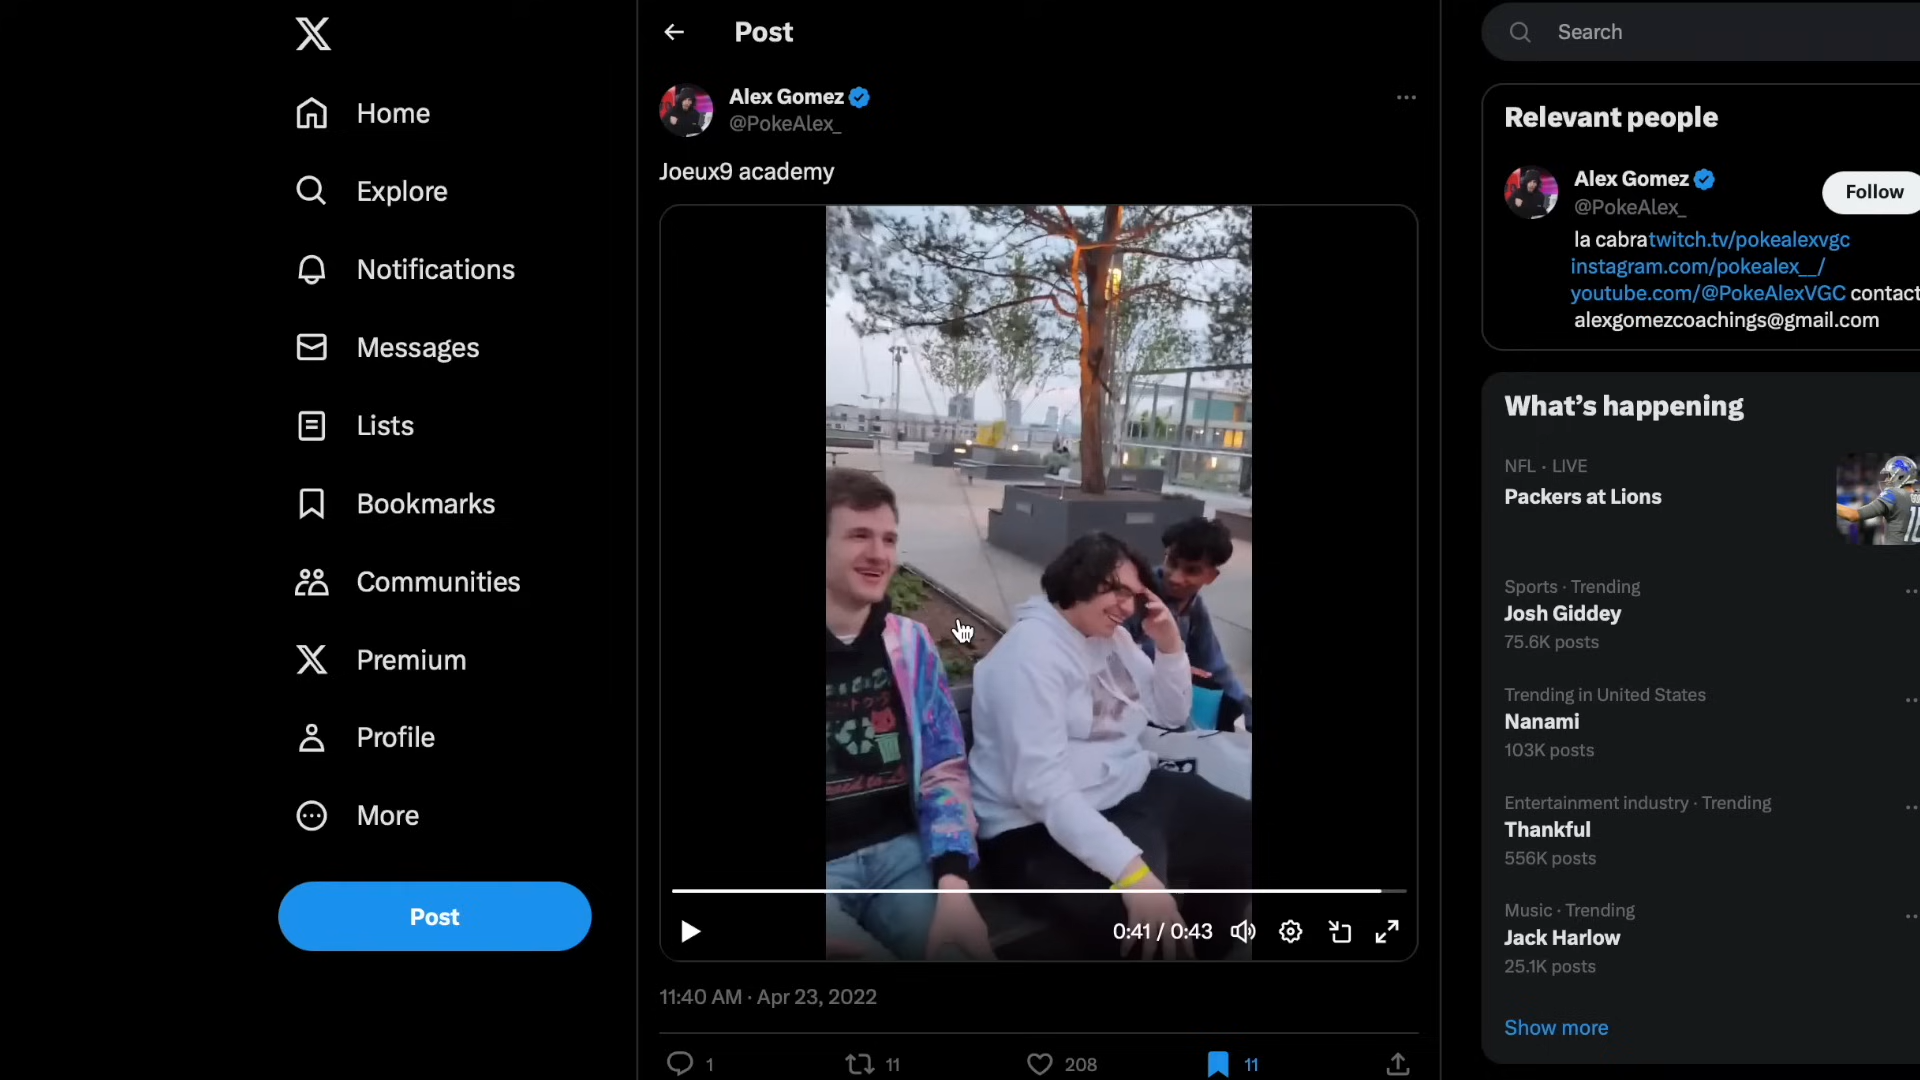 Home
Explore
Notifications
Messages
Lists
Bookmarks
Communities
Premium
Profile
More
Post
Post
Alex Gomez
@PokeAlex_
Joeux9 academy
0:41 / 0:43
11:40 AM · Apr 23, 2022
1
11
208
11
Search
Relevant people
Alex Gomez
@PokeAlex_
Follow
la cabratwitch.tv/pokealexvgc
instagram.com/pokealex__/
youtube.com/@PokeAlexVGC contact
alexgomezcoachings@gmail.com
What's happening
NFL · LIVE
Packers at Lions
Sports · Trending
Josh Giddey
75.6K posts
Trending in United States
Nanami
103K posts
Entertainment industry · Trending
Thankful
556K posts
Music · Trending
Jack Harlow
25.1K posts
Show more